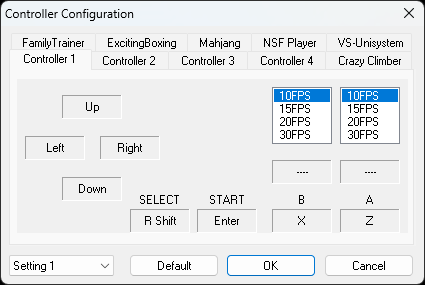 Controller Configuration
FamilyTrainer ExcitingBoxing Mahjang NSF Player VS-Unisystem
Controller 1 Controller 2 Controller 3 Controller 4 Crazy Climber
Up
Left Right
Down
10FPS 10FPS
15FPS 15FPS
20FPS 20FPS
30FPS 30FPS
---- ----
SELECT START B A
R Shift Enter X Z
Setting 1 Default OK Cancel